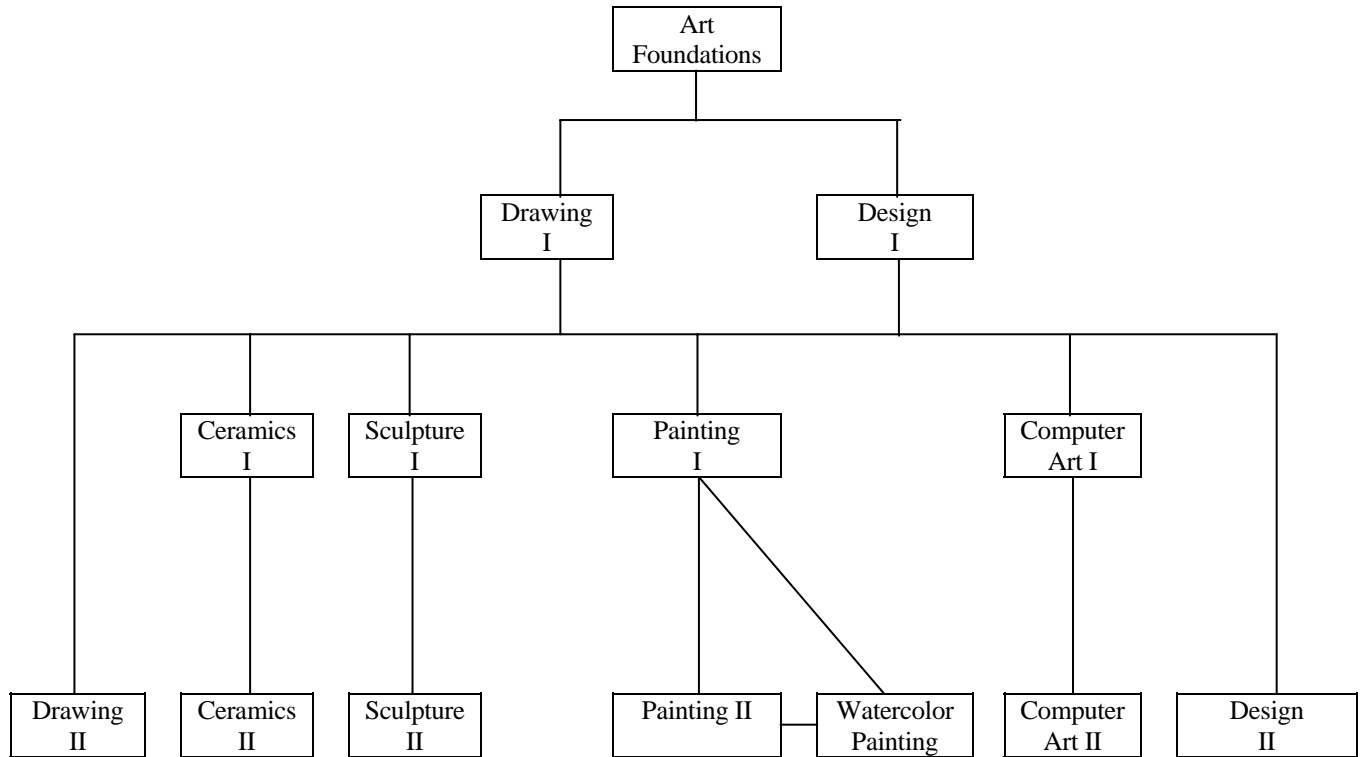 Art
Foundations
Drawing
I
Design
I
Ceramics
I
Sculpture
I
Painting
I
Computer
Art I
Drawing
II
Ceramics
II
Sculpture
II
Painting II
Watercolor
Painting
Computer
Art II
Design
II